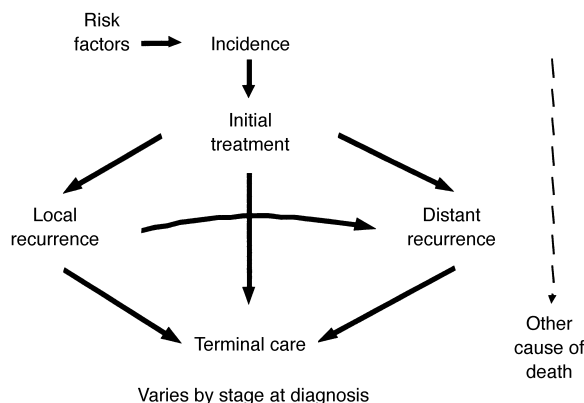 Risk
factors
Incidence
Initial
treatment
Local
recurrence
Distant
recurrence
Terminal care
Other
cause of
death
Varies by stage at diagnosis